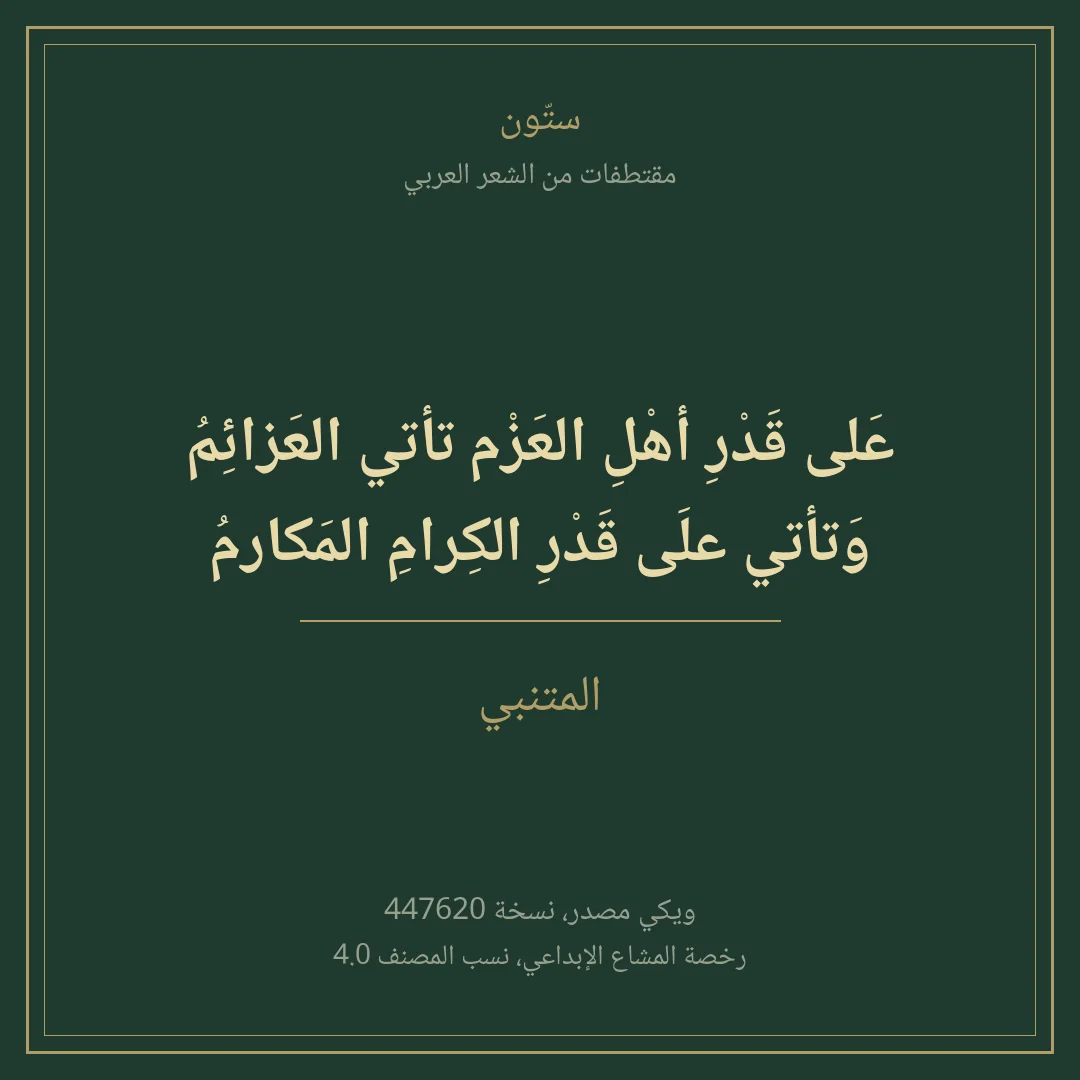 ستّون
مقتطفات من الشعر العربي
عَلى قَدْرِ أهْلِ العَزْم تأتي العَزائِمُ
وَتأتي علَى قَدْرِ الكِرامِ المَكارمُ
المتنبي
ويكي مصدر، نسخة 447620
رخصة المشاع الإبداعي، نسب المصنف 4.0